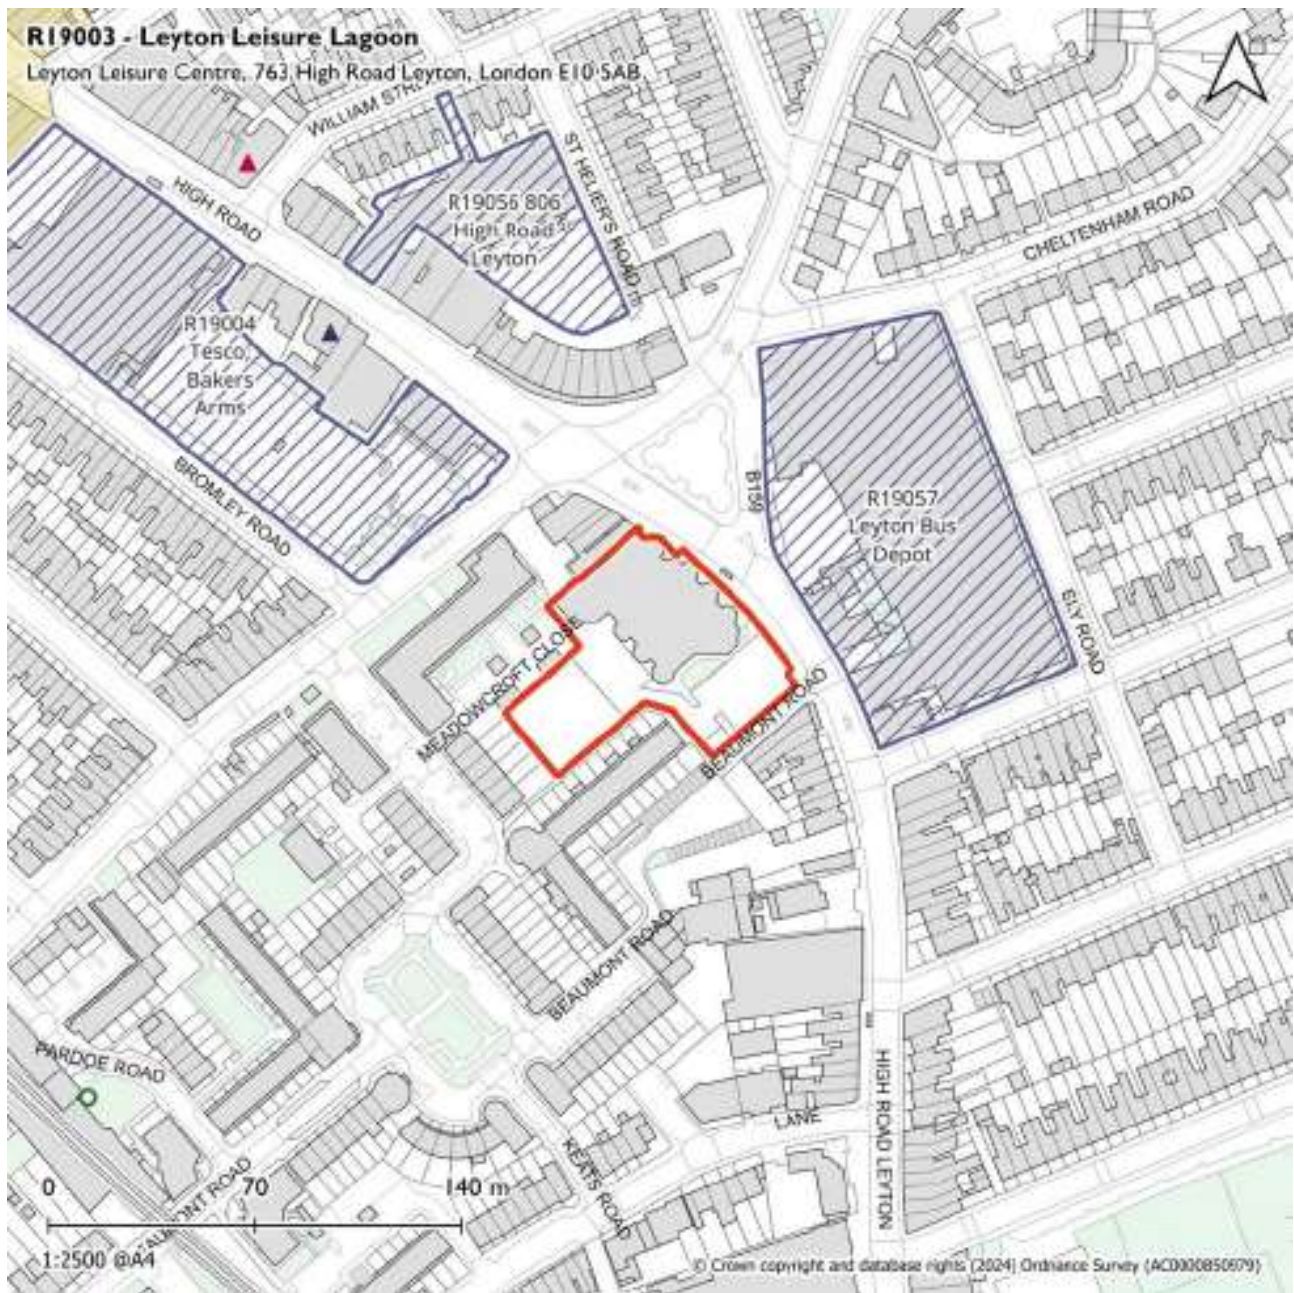 R19003 - Leyton Leisure Lagoon
Leyton Leisure Centre, 763 High Road Leyton, London E10 5AB
WILLIAM
ST HELIER'S ROAD
HIGH ROAD
R19056 806
High Road
Leyton
CHELTENHAM ROAD
R19004
Tesco,
Bakers
Arms
BROMLEY ROAD
B159
R19057
Leyton Bus
Depot
ELY ROAD
MEADOWCROFT CLOSE
BEAUMONT ROAD
BEAUMONT ROAD
PARDOE ROAD
LANE
HIGH ROAD LEYTON
KEATS ROAD
BEAUMONT ROAD
0 70 140 m
1:2500 @A4
© Crown copyright and database rights [2024] Ordnance Survey (AC0000850979)